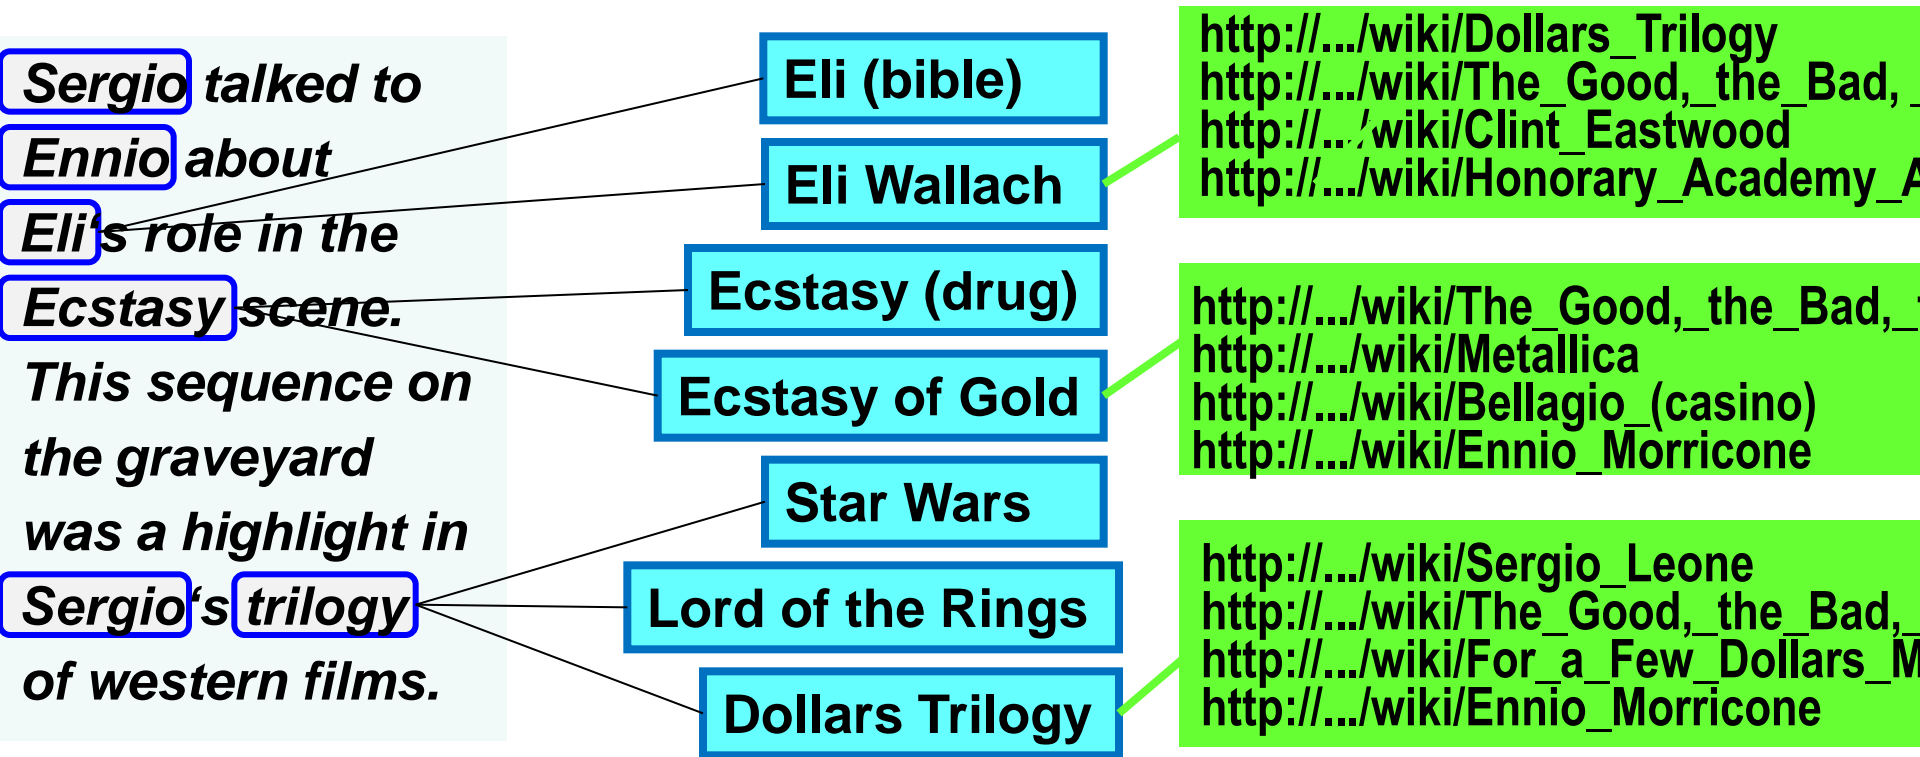 Sergio talked to
Ennio about
Eli‘s role in the
Ecstasy scene.
This sequence on
the graveyard
was a highlight in
Sergio‘s trilogy
of western films.
Eli (bible)
Eli Wallach
Ecstasy (drug)
Ecstasy of Gold
Star Wars
Lord of the Rings
Dollars Trilogy
http://.../wiki/Dollars_Trilogy
http://.../wiki/The_Good,_the_Bad, _
http://.../wiki/Clint_Eastwood
http://.../wiki/Honorary_Academy_A
http://.../wiki/The_Good,_the_Bad,_t
http://.../wiki/Metallica
http://.../wiki/Bellagio_(casino)
http://.../wiki/Ennio_Morricone
http://.../wiki/Sergio_Leone
http://.../wiki/The_Good,_the_Bad,_
http://.../wiki/For_a_Few_Dollars_M
http://.../wiki/Ennio_Morricone